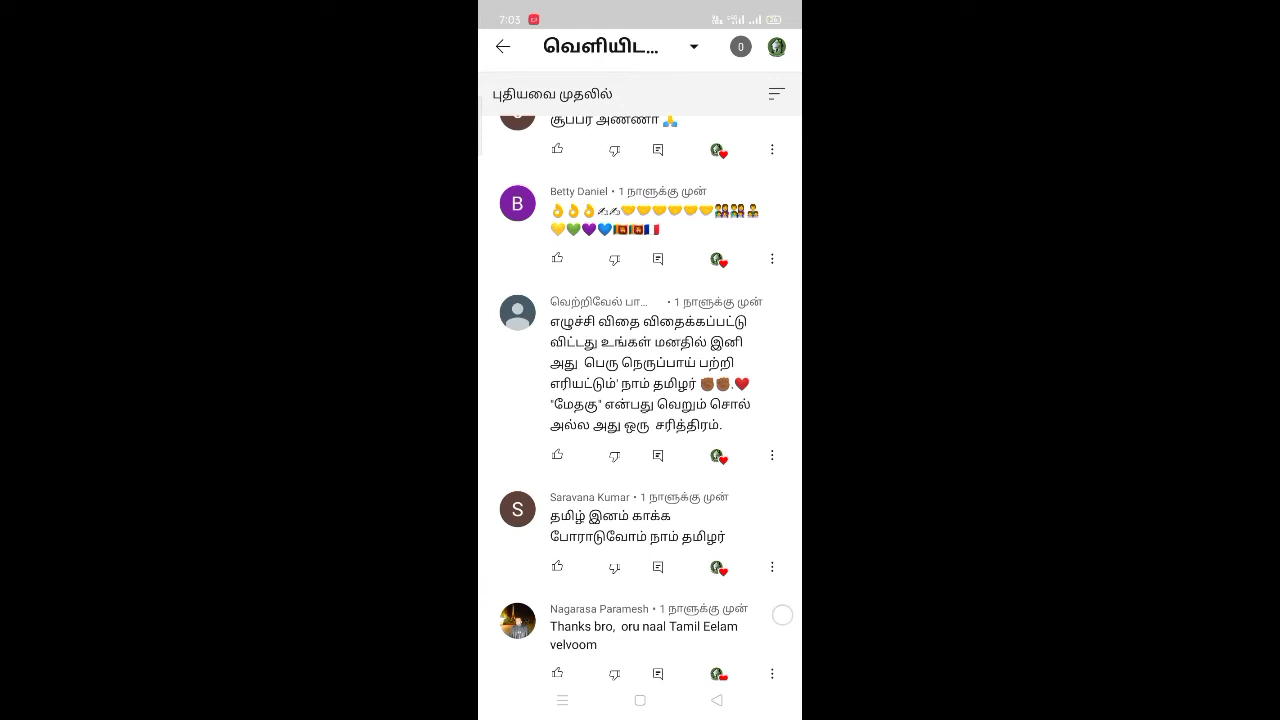 7:03
26
வெளியிட...
0
புதியவை முதலில்
சூப்பர் அண்ணா 🙏
Betty Daniel • 1 நாளுக்கு முன்
B
வெற்றிவேல் பா... • 1 நாளுக்கு முன்
எழுச்சி விதை விதைக்கப்பட்டு
விட்டது உங்கள் மனதில் இனி
அது பெரு நெருப்பாய் பற்றி
எரியட்டும்' நாம் தமிழர் ✊🏾✊🏾.❤️
"மேதகு" என்பது வெறும் சொல்
அல்ல அது ஒரு சரித்திரம்.
Saravana Kumar • 1 நாளுக்கு முன்
S
தமிழ் இனம் காக்க
போராடுவோம் நாம் தமிழர்
Nagarasa Paramesh • 1 நாளுக்கு முன்
Thanks bro, oru naal Tamil Eelam
velvoom